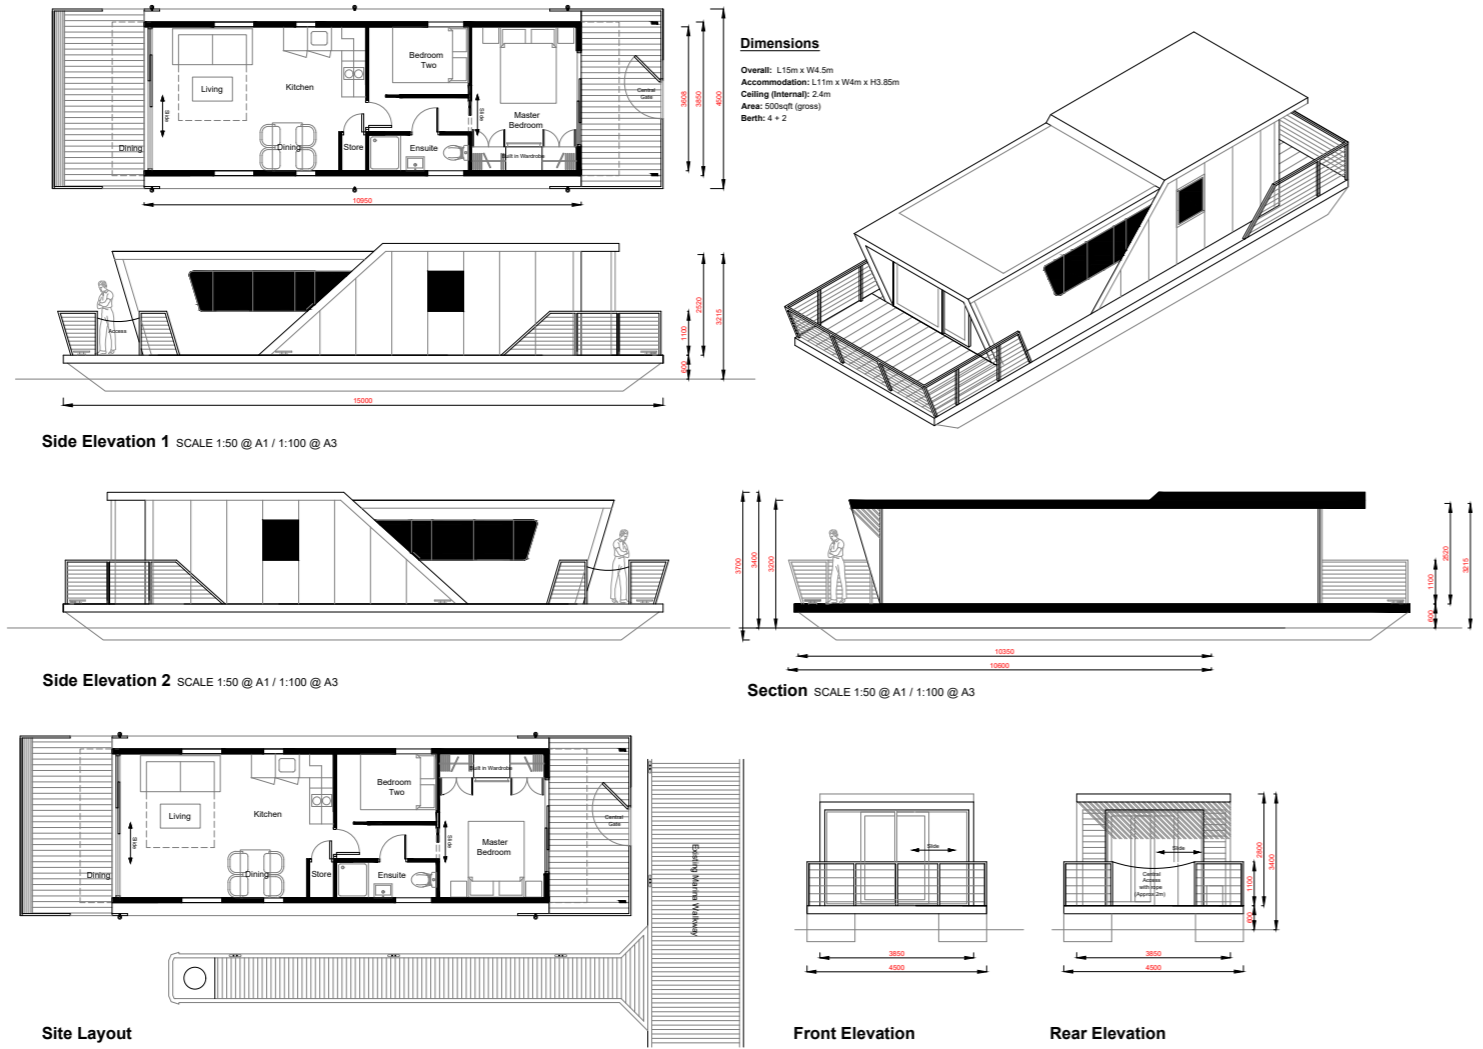 Living
Kitchen
Bedroom
Two
Slide
Slide
Master
Bedroom
Central
Gate
Dining
Dining
Store
Ensuite
Built in Wardrobe
3608
3850
4500
10950
Dimensions
Overall: L15m x W4.5m
Accommodation: L11m x W4m x H3.85m
Ceiling (Internal): 2.4m
Area: 500sqft (gross)
Berth: 4 + 2
Access
1100
600
2520
3215
15000
Side Elevation 1 SCALE 1:50 @ A1 / 1:100 @ A3
Side Elevation 2 SCALE 1:50 @ A1 / 1:100 @ A3
3700
3400
3200
1100
600
2520
3215
10350
10600
Section SCALE 1:50 @ A1 / 1:100 @ A3
Living
Kitchen
Bedroom
Two
Built in Wardrobe
Slide
Slide
Master
Bedroom
Central
Gate
Dining
Dining
Store
Ensuite
Existing Marina Walkway
Site Layout
Slide
3850
4500
Front Elevation
Slide
Central
Access
with rope
(Approx 2m)
1100
600
2800
3400
3850
4500
Rear Elevation